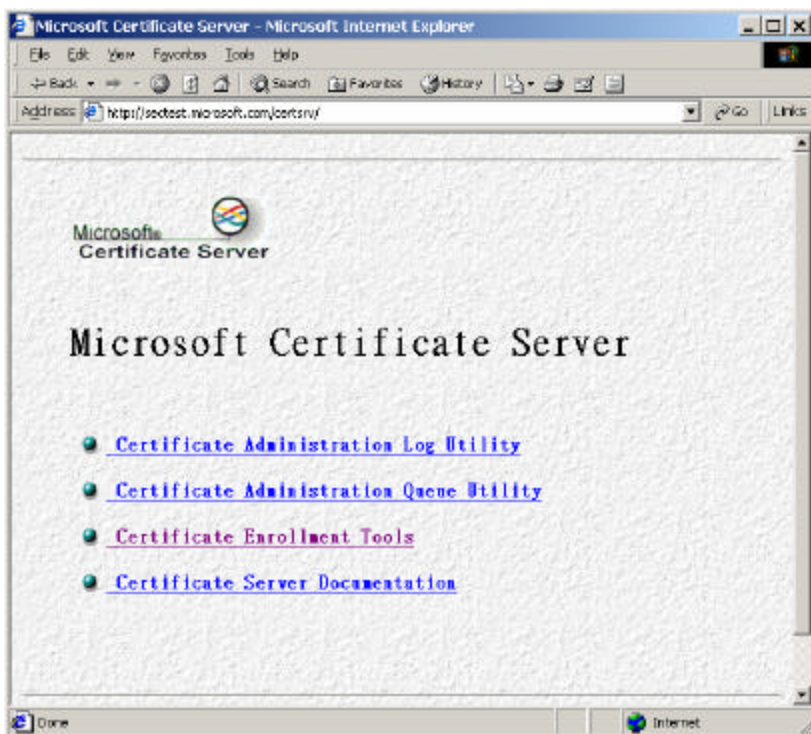 Microsoft Certificate Server - Microsoft Internet Explorer
File Edit View Favorites Tools Help
Back Search Favorites History
Address http://sectest.microsoft.com/certsrv/ Go Links
Microsoft
Certificate Server
Microsoft Certificate Server
Certificate Administration Log Utility
Certificate Administration Queue Utility
Certificate Enrollment Tools
Certificate Server Documentation
Done Internet